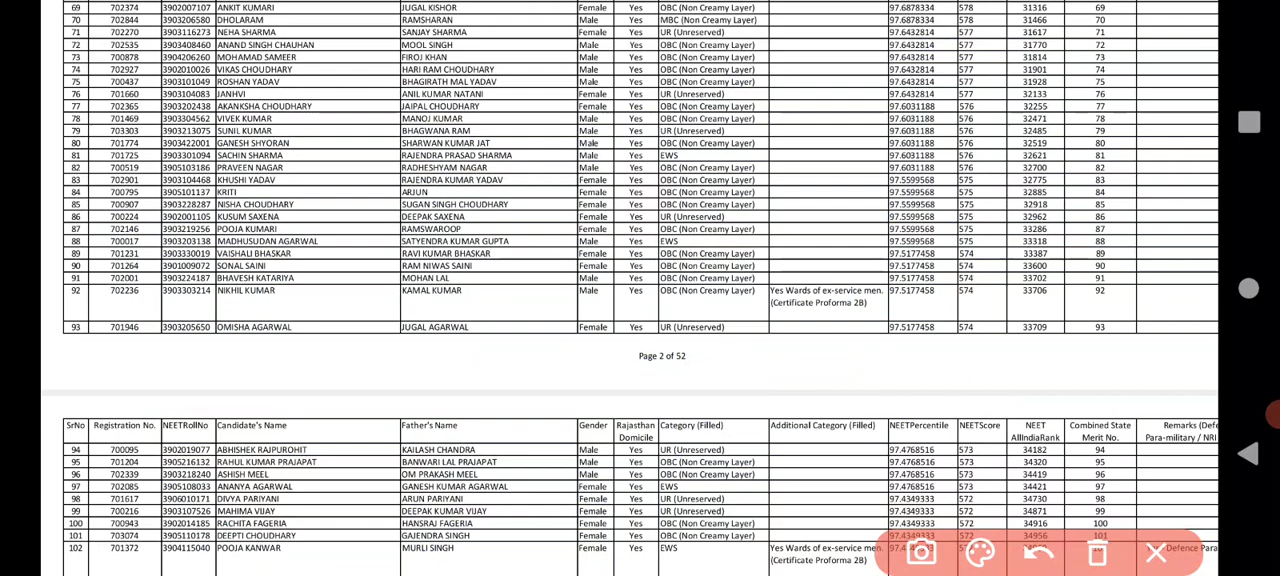 69 702374 3902007107 ANKIT KUMARI JUGAL KISHOR Female Yes OBC (Non Creamy Layer) 97.6878334 578 31316 69
70 702844 3903206580 DHOLARAM RAMSHARAN Male Yes MBC (Non Creamy Layer) 97.6878334 578 31466 70
71 702270 3903116273 NEHA SHARMA SANJAY SHARMA Female Yes UR (Unreserved) 97.6432814 577 31617 71
72 702535 3903408460 ANAND SINGH CHAUHAN MOOL SINGH Male Yes OBC (Non Creamy Layer) 97.6432814 577 31770 72
73 700878 3904206260 MOHAMAD SAMEER FIROJ KHAN Male Yes OBC (Non Creamy Layer) 97.6432814 577 31814 73
74 702927 3902010026 VIKAS CHOUDHARY HARI RAM CHOUDHARY Male Yes OBC (Non Creamy Layer) 97.6432814 577 31901 74
75 700437 3903101049 ROSHAN YADAV BHAGIRATH MAL YADAV Male Yes OBC (Non Creamy Layer) 97.6432814 577 31928 75
76 701660 3903104083 JANHVI ANIL KUMAR NATANI Female Yes UR (Unreserved) 97.6432814 577 32133 76
77 702365 3903202438 AKANKSHA CHOUDHARY JAIPAL CHOUDHARY Female Yes OBC (Non Creamy Layer) 97.6031188 576 32255 77
78 701469 3903304562 VIVEK KUMAR MANOJ KUMAR Male Yes OBC (Non Creamy Layer) 97.6031188 576 32471 78
79 703303 3903213075 SUNIL KUMAR BHAGWANA RAM Male Yes UR (Unreserved) 97.6031188 576 32485 79
80 701774 3903422001 GANESH SHYORAN SHARWAN KUMAR JAT Male Yes OBC (Non Creamy Layer) 97.6031188 576 32519 80
81 701725 3903301094 SACHIN SHARMA RAJENDRA PRASAD SHARMA Male Yes EWS 97.6031188 576 32621 81
82 700519 3905103186 PRAVEEN NAGAR RADHESHYAM NAGAR Male Yes OBC (Non Creamy Layer) 97.6031188 576 32700 82
83 702901 3903104468 KHUSHI YADAV RAJENDRA KUMAR YADAV Female Yes OBC (Non Creamy Layer) 97.5599568 575 32775 83
84 700795 3905101137 KRITI ARJUN Female Yes OBC (Non Creamy Layer) 97.5599568 575 32885 84
85 700907 3903228287 NISHA CHOUDHARY SUGAN SINGH CHOUDHARY Female Yes OBC (Non Creamy Layer) 97.5599568 575 32918 85
86 700224 3902001105 KUSUM SAXENA DEEPAK SAXENA Female Yes UR (Unreserved) 97.5599568 575 32962 86
87 702146 3903219256 POOJA KUMARI RAMSWAROOP Female Yes OBC (Non Creamy Layer) 97.5599568 575 33286 87
88 700017 3903203138 MADHUSUDAN AGARWAL SATYENDRA KUMAR GUPTA Male Yes EWS 97.5599568 575 33318 88
89 701231 3903330019 VAISHALI BHASKAR RAVI KUMAR BHASKAR Female Yes OBC (Non Creamy Layer) 97.5177458 574 33387 89
90 701264 3901009072 SONAL SAINI RAM NIWAS SAINI Female Yes OBC (Non Creamy Layer) 97.5177458 574 33600 90
91 702001 3903224187 BHAVESH KATARIYA MOHAN LAL Male Yes OBC (Non Creamy Layer) 97.5177458 574 33702 91
92 702236 3903303214 NIKHIL KUMAR KAMAL KUMAR Male Yes OBC (Non Creamy Layer) Yes Wards of ex-service men. 97.5177458 574 33706 92
(Certificate Proforma 2B)
93 701946 3903205650 OMISHA AGARWAL JUGAL AGARWAL Female Yes UR (Unreserved) 97.5177458 574 33709 93
Page 2 of 52
SrNo Registration No. NEETRollNo Candidate's Name Father's Name Gender Rajasthan Category (Filled) Additional Category (Filled) NEETPercentile NEETScore NEET Combined State Remarks (Defe
Domicile AllIndiaRank Merit No. Para-military / NRI
94 700095 3902019077 ABHISHEK RAJPUROHIT KAILASH CHANDRA Male Yes UR (Unreserved) 97.4768516 573 34182 94
95 701204 3905216132 RAHUL KUMAR PRAJAPAT BANWARI LAL PRAJAPAT Male Yes OBC (Non Creamy Layer) 97.4768516 573 34320 95
96 702339 3903218240 ASHISH MEEL OM PRAKASH MEEL Male Yes OBC (Non Creamy Layer) 97.4768516 573 34419 96
97 702085 3905108033 ANANYA AGARWAL GANESH KUMAR AGARWAL Female Yes EWS 97.4768516 573 34421 97
98 701617 3906010171 DIVYA PARIYANI ARUN PARIYANI Female Yes UR (Unreserved) 97.4349333 572 34730 98
99 700216 3903107526 MAHIMA VIJAY DEEPAK KUMAR VIJAY Female Yes UR (Unreserved) 97.4349333 572 34871 99
100 700943 3902014185 RACHITA FAGERIA HANSRAJ FAGERIA Female Yes OBC (Non Creamy Layer) 97.4349333 572 34916 100
101 703074 3905110178 DEEPTI CHOUDHARY GAJENDRA SINGH Female Yes OBC (Non Creamy Layer) 97.4349333 572 34956 101
102 701372 3904115040 POOJA KANWAR MURLI SINGH Female Yes EWS Yes Wards of ex-service men. Defence Para
(Certificate Proforma 2B)